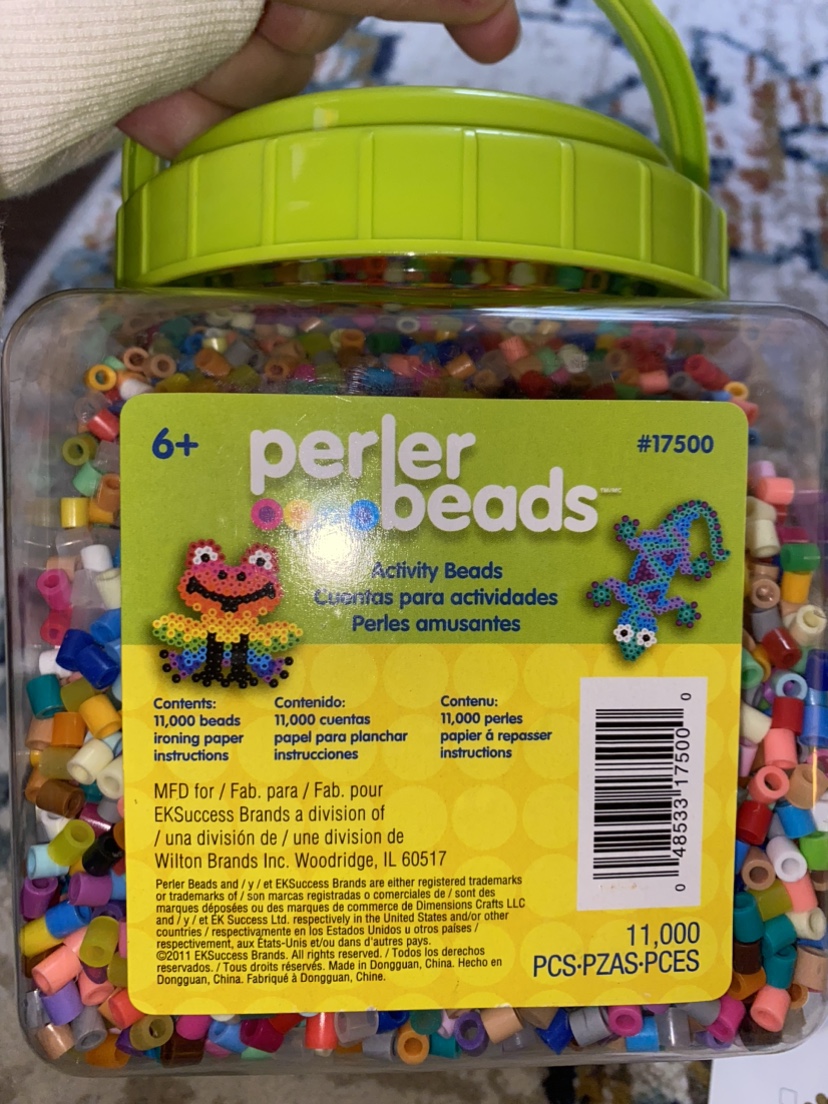 6+
perler
beads™/MC
#17500
Activity Beads
Cuentas para actividades
Perles amusantes
Contents:
11,000 beads
ironing paper
instructions
Contenido:
11,000 cuentas
papel para planchar
instrucciones
Contenu:
11,000 perles
papier á repasser
instructions
MFD for / Fab. para / Fab. pour
EKSuccess Brands a division of
/ una división de / une division de
Wilton Brands Inc. Woodridge, IL 60517
Perler Beads and / y / et EKSuccess Brands are either registered trademarks
or trademarks of / son marcas registradas o comerciales de / sont des
marques déposées ou des marques de commerce de Dimensions Crafts LLC
and / y / et EK Success Ltd. respectively in the United States and/or other
countries / respectivamente en los Estados Unidos u otros países /
respectivement, aux États-Unis et/ou dans d'autres pays.
©2011 EKSuccess Brands. All rights reserved. / Todos los derechos
reservados. / Tous droits réservés. Made in Dongguan, China. Hecho en
Dongguan, China. Fabriqué à Dongguan, Chine.
0 48533 17500 0
11,000
PCS•PZAS•PCES